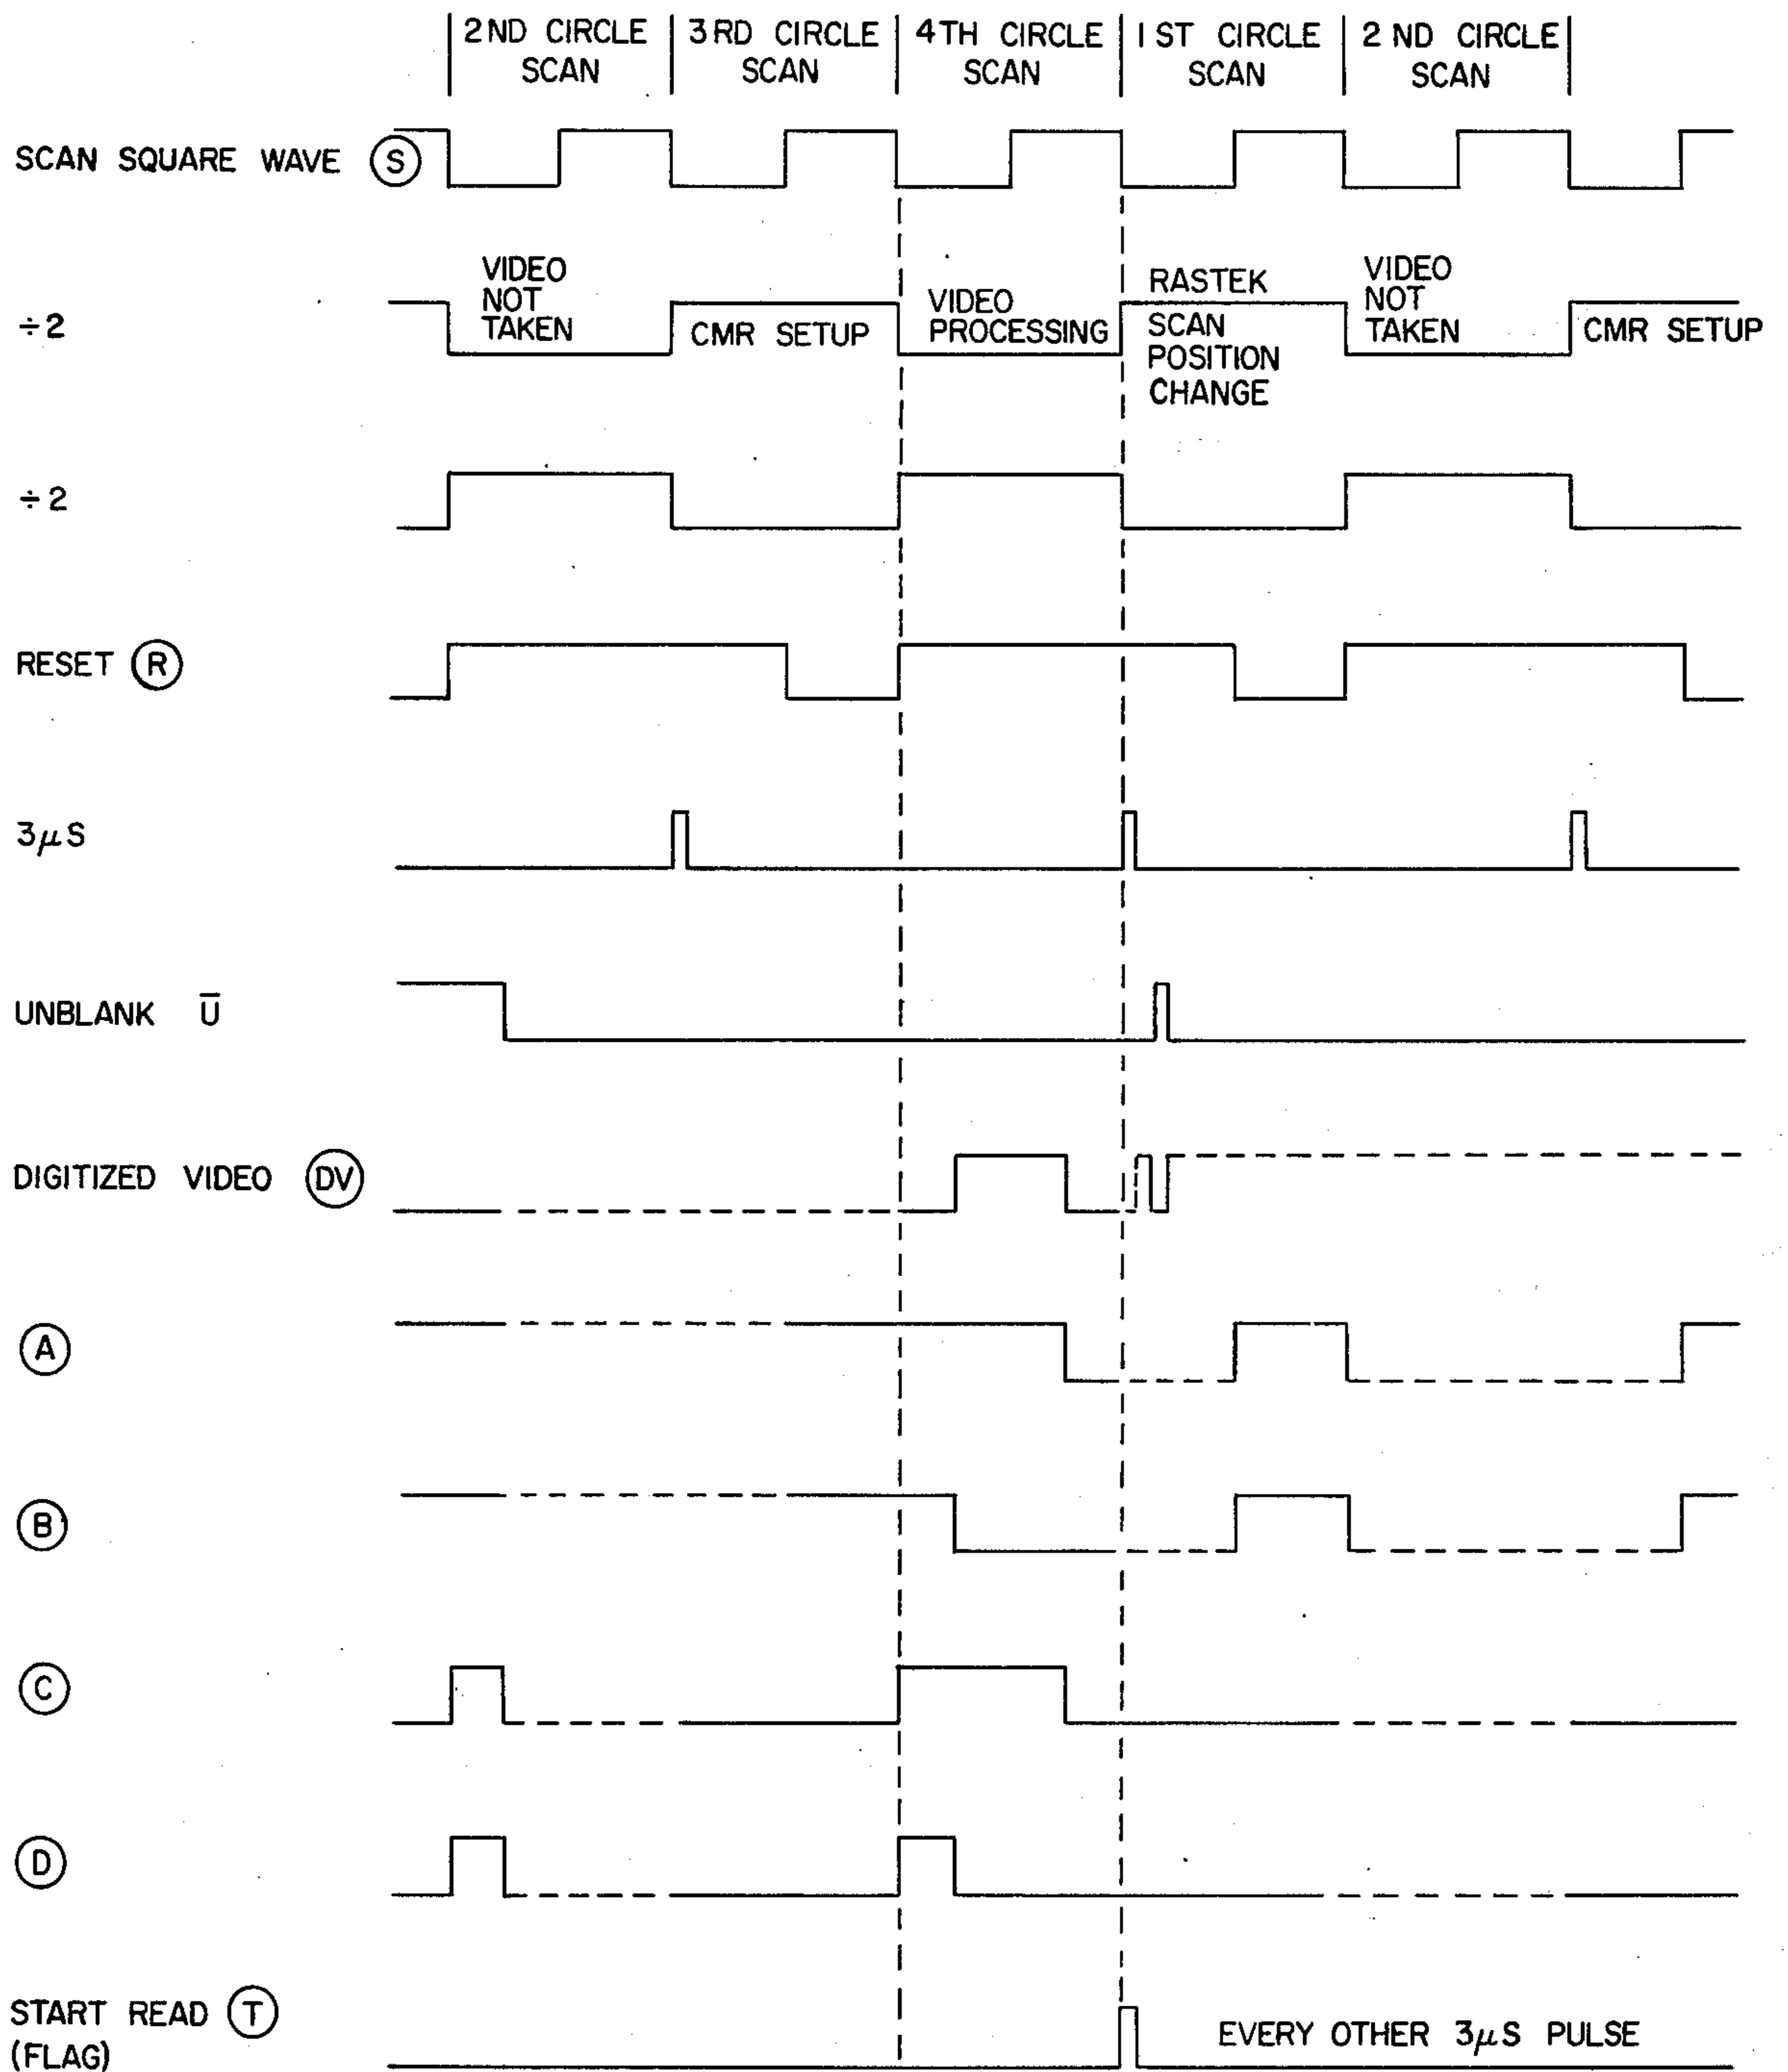 2ND CIRCLE SCAN
3RD CIRCLE SCAN
4TH CIRCLE SCAN
1ST CIRCLE SCAN
2ND CIRCLE SCAN
SCAN SQUARE WAVE S
÷2
VIDEO
NOT
TAKEN
CMR SETUP
VIDEO
PROCESSING
RASTEK
SCAN
POSITION
CHANGE
VIDEO
NOT
TAKEN
CMR SETUP
÷2
RESET R
3μS
UNBLANK U̅
DIGITIZED VIDEO DV
A
B
C
D
START READ T
(FLAG)
EVERY OTHER 3μS PULSE